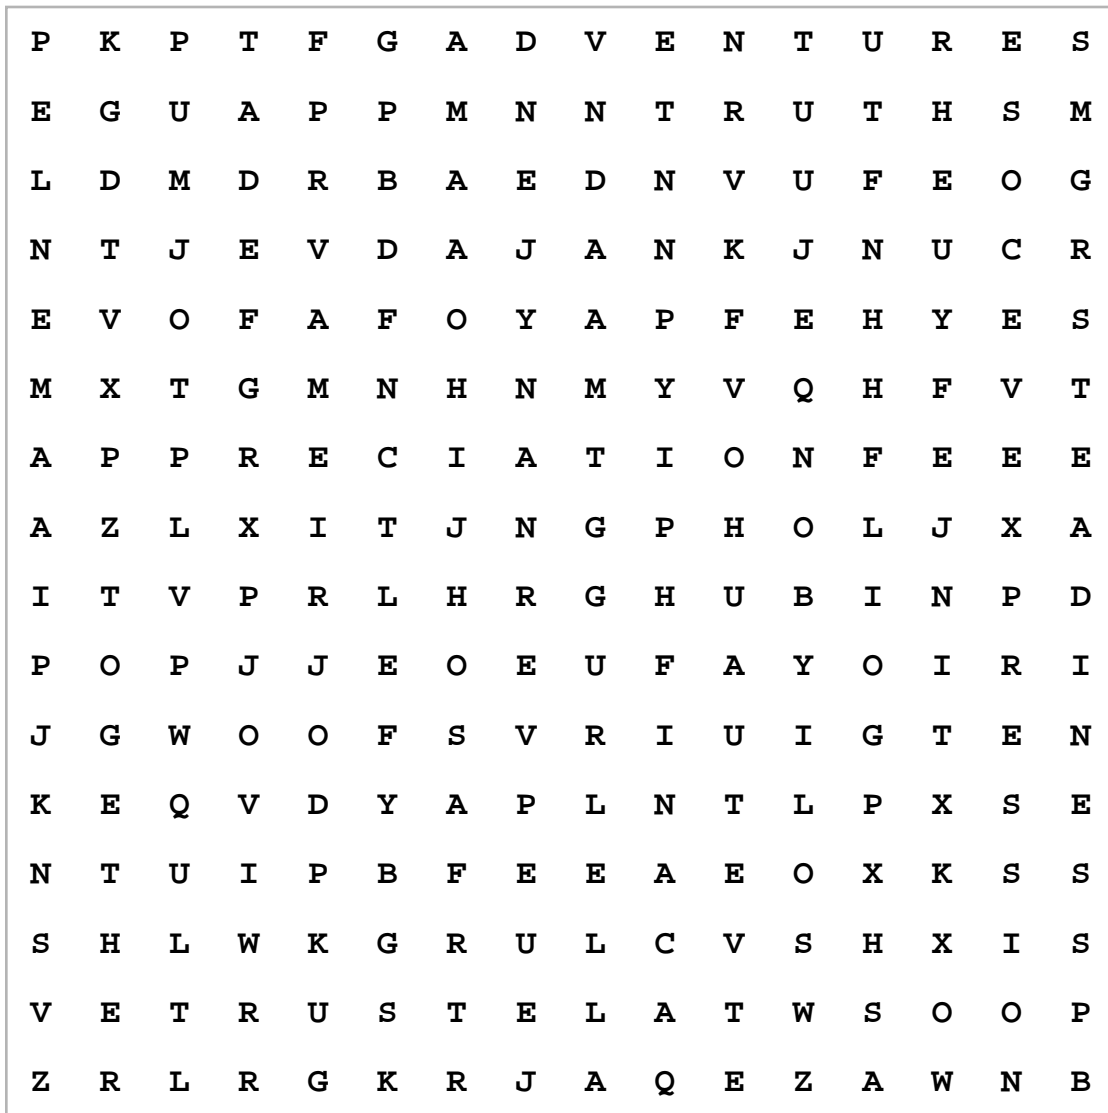 P K P T F G A D V E N T U R E S
E G U A P P M N N T R U T H S M
L D M D R B A E D N V U F E O G
N T J E V D A J A N K J N U C R
E V O F A F O Y A P F E H Y E S
M X T G M N H N M Y V Q H F V T
A P P R E C I A T I O N F E E E
A Z L X I T J N G P H O L J X A
I T V P R L H R G H U B I N P D
P O P J J E O E U F A Y O I R I
J G W O O F S V R I U I G T E N
K E Q V D Y A P L N T L P X S E
N T U I P B F E E A E O X K S S
S H L W K G R U L C V S H X I S
V E T R U S T E L A T W S O O P
Z R L R G K R J A Q E Z A W N B